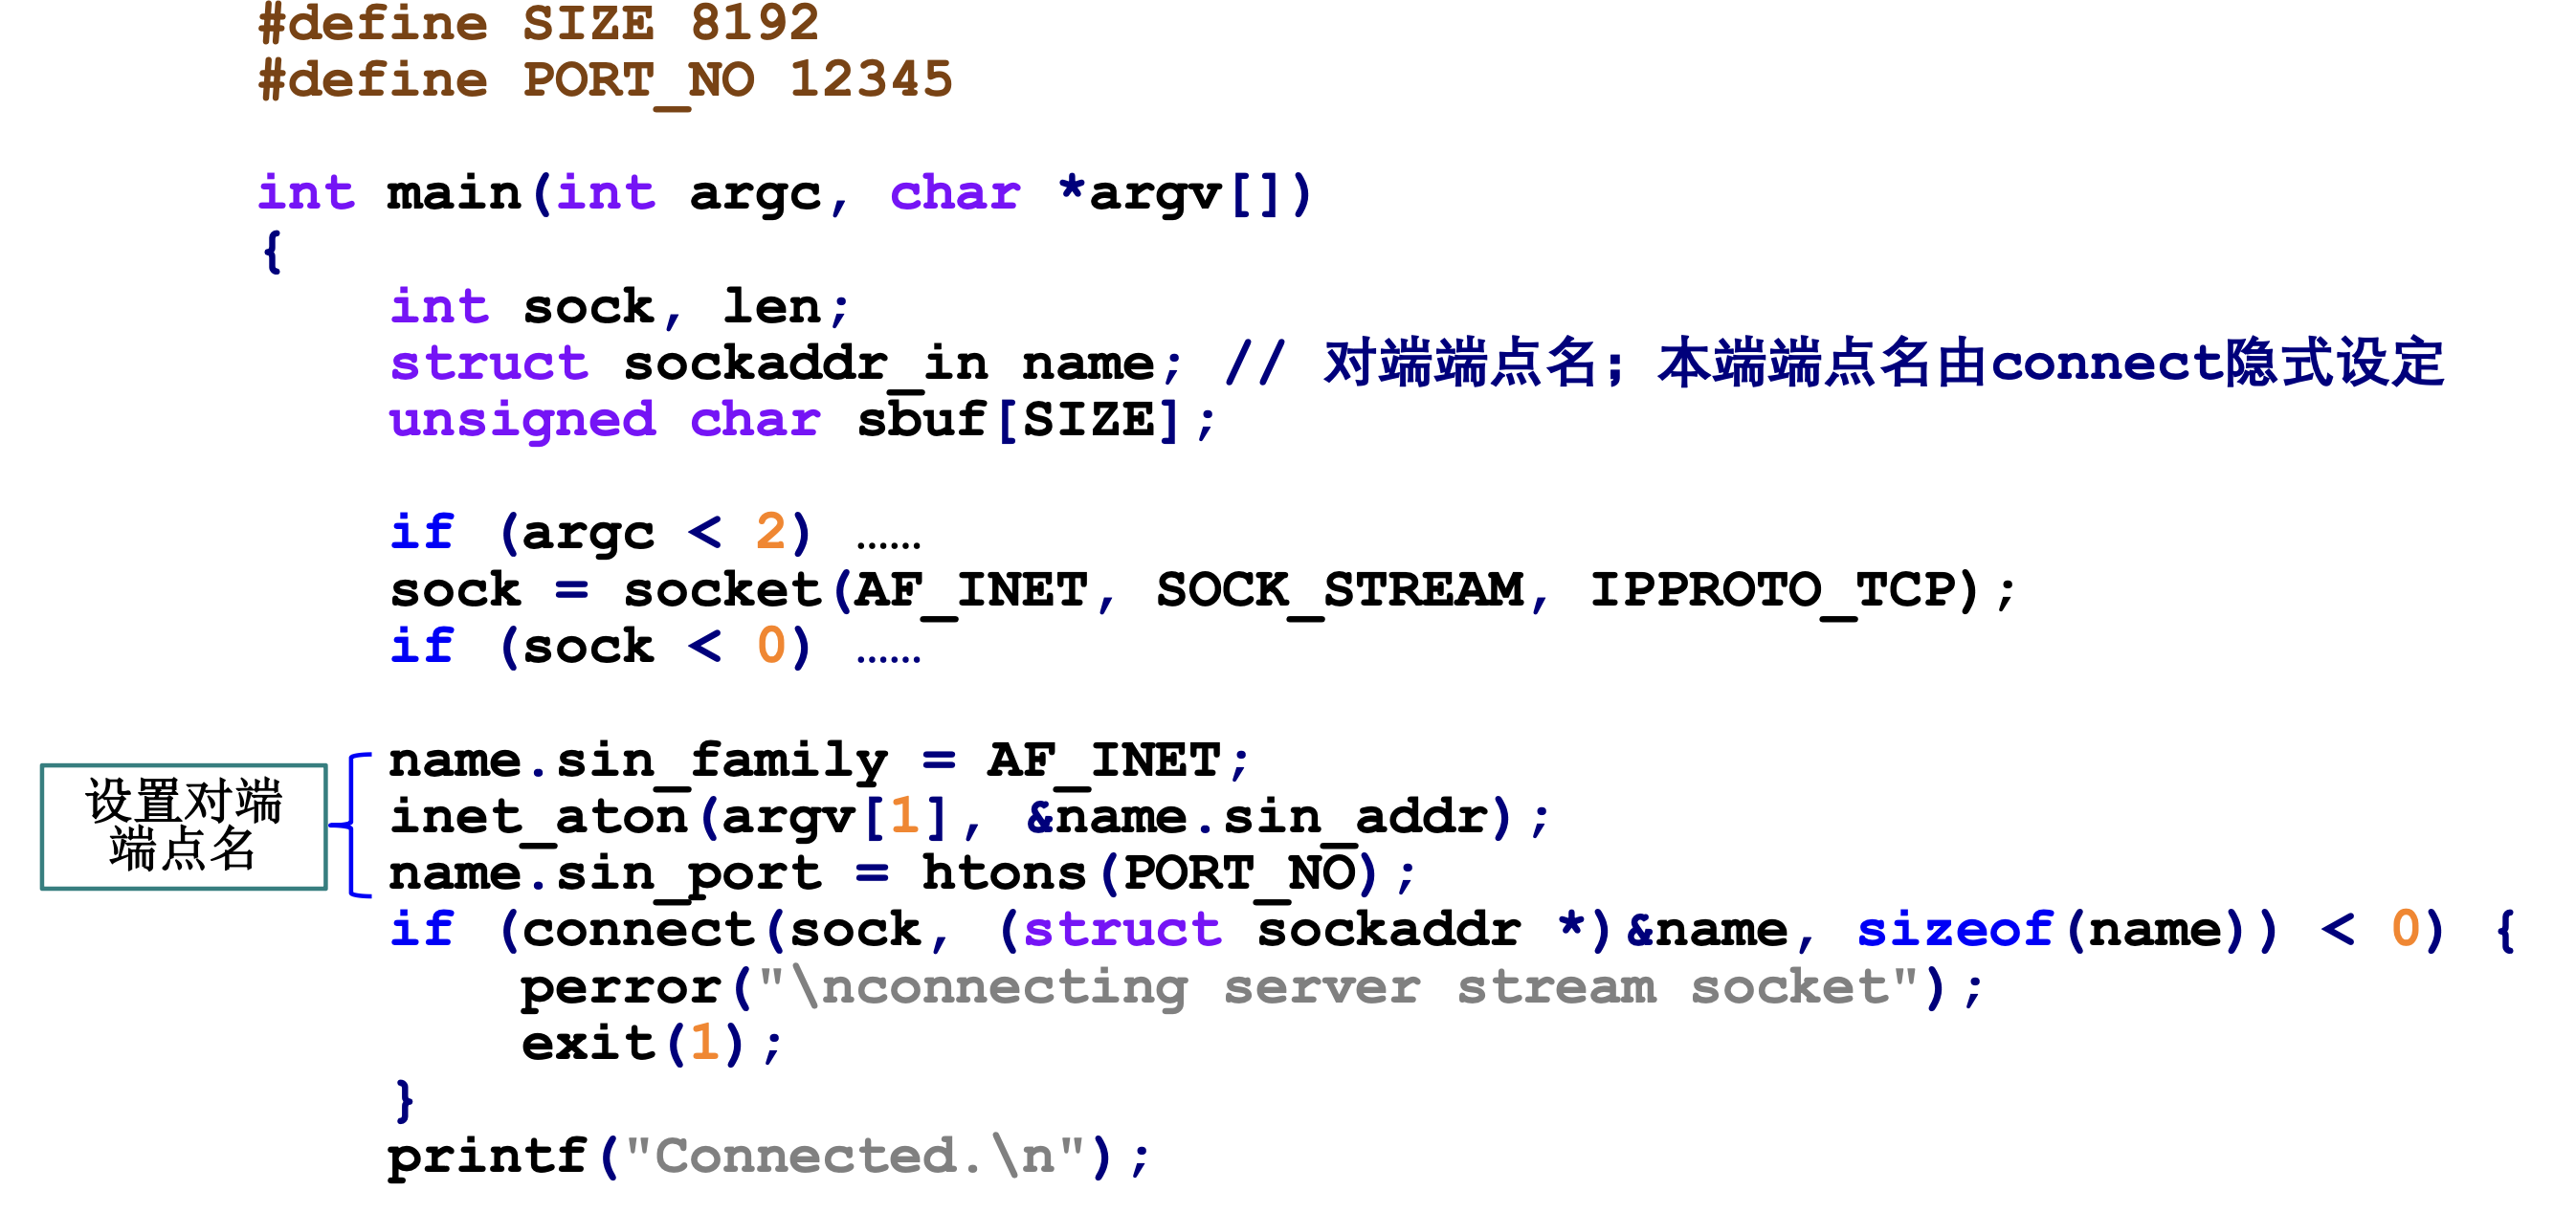 #define SIZE 8192
#define PORT_NO 12345
int main(int argc, char *argv[])
{
int sock, len;
struct sockaddr_in name; // 对端端点名；本端端点名由connect隐式设定
unsigned char sbuf[SIZE];
if (argc < 2) ……
sock = socket(AF_INET, SOCK_STREAM, IPPROTO_TCP);
if (sock < 0) ……
设置对端
端点名
name.sin_family = AF_INET;
inet_aton(argv[1], &name.sin_addr);
name.sin_port = htons(PORT_NO);
if (connect(sock, (struct sockaddr *)&name, sizeof(name)) < 0) {
perror("\nconnecting server stream socket");
exit(1);
}
printf("Connected.\n");